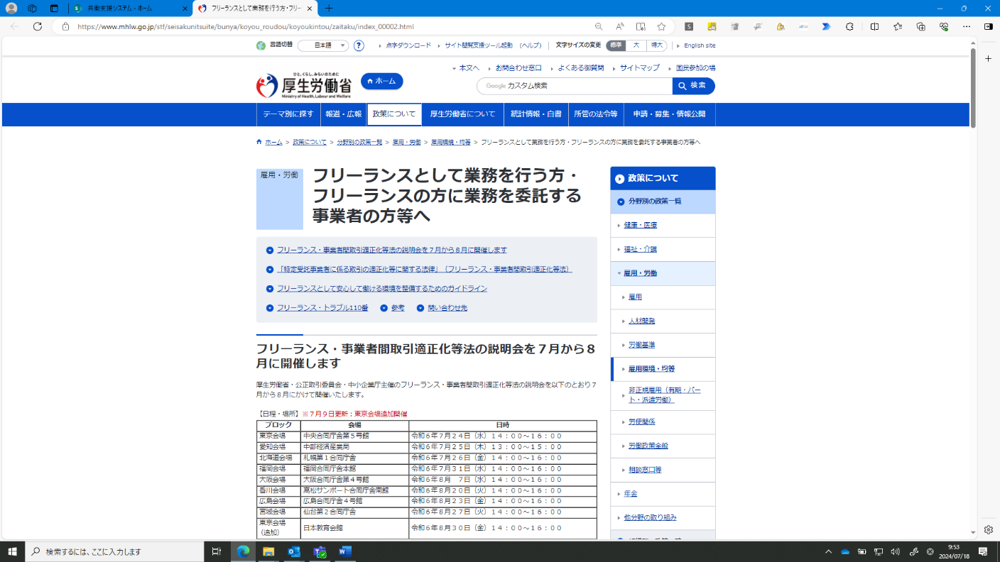 共働支援システム - ホーム
フリーランスとして業務を行う方・フリー
https://www.mhlw.go.jp/stf/seisakunitsuite/bunya/koyou_roudou/koyoukintou/zaitaku/index_00002.html
言語切替
日本語
点字ダウンロード
サイト閲覧支援ツール起動
(ヘルプ)
文字サイズの変更
標準
大
特大
English site
本文へ
お問合わせ窓口
よくある御質問
サイトマップ
国民参加の場
ひと、くらし、みらいのために
厚生労働省
Ministry of Health, Labour and Welfare
ホーム
Google カスタム検索
検索
テーマ別に探す
報道・広報
政策について
厚生労働省について
統計情報・白書
所管の法令等
申請・募集・情報公開
ホーム > 政策について > 分野別の政策一覧 > 雇用・労働 > 雇用環境・均等 > フリーランスとして業務を行う方・フリーランスの方に業務を委託する事業者の方等へ
雇用・労働
フリーランスとして業務を行う方・
フリーランスの方に業務を委託する
事業者の方等へ
フリーランス・事業者間取引適正化等法の説明会を７月から８月に開催します
「特定受託事業者に係る取引の適正化等に関する法律」（フリーランス・事業者間取引適正化等法）
フリーランスとして安心して働ける環境を整備するためのガイドライン
フリーランス・トラブル110番
参考
問い合わせ先
フリーランス・事業者間取引適正化等法の説明会を７月から８
月に開催します
厚生労働省・公正取引委員会・中小企業庁主催のフリーランス・事業者間取引適正化等法の説明会を以下のとおり７
月から８月にかけて開催いたします。
【日程・場所】※７月９日更新：東京会場追加開催
ブロック 会場 日時
東京会場 中央合同庁舎第５号館 令和６年７月２４日（水）１４：００～１６：００
愛知会場 中部経済産業局 令和６年７月２５日（木）１３：００～１５：００
北海道会場 札幌第１合同庁舎 令和６年７月２６日（金）１４：００～１６：００
福岡会場 福岡合同庁舎本館 令和６年７月３１日（水）１４：００～１６：００
大阪会場 大阪合同庁舎第４号館 令和６年８月　７日（水）１４：００～１６：００
香川会場 高松サンポート合同庁舎南館 令和６年８月２０日（火）１４：００～１６：００
広島会場 広島合同庁舎４号館 令和６年８月２３日（金）１４：００～１６：００
宮城会場 仙台第２合同庁舎 令和６年８月２７日（火）１４：００～１６：００
東京会場
（追加） 日本教育会館 令和６年８月３０日（金）１４：００～１６：００
政策について
分野別の政策一覧
健康・医療
福祉・介護
雇用・労働
雇用
人材開発
労働基準
雇用環境・均等
非正規雇用（有期・パー
ト・派遣労働）
労使関係
労働政策全般
相談窓口等
年金
他分野の取り組み
検索するには、ここに入力します
9:53
2024/07/18